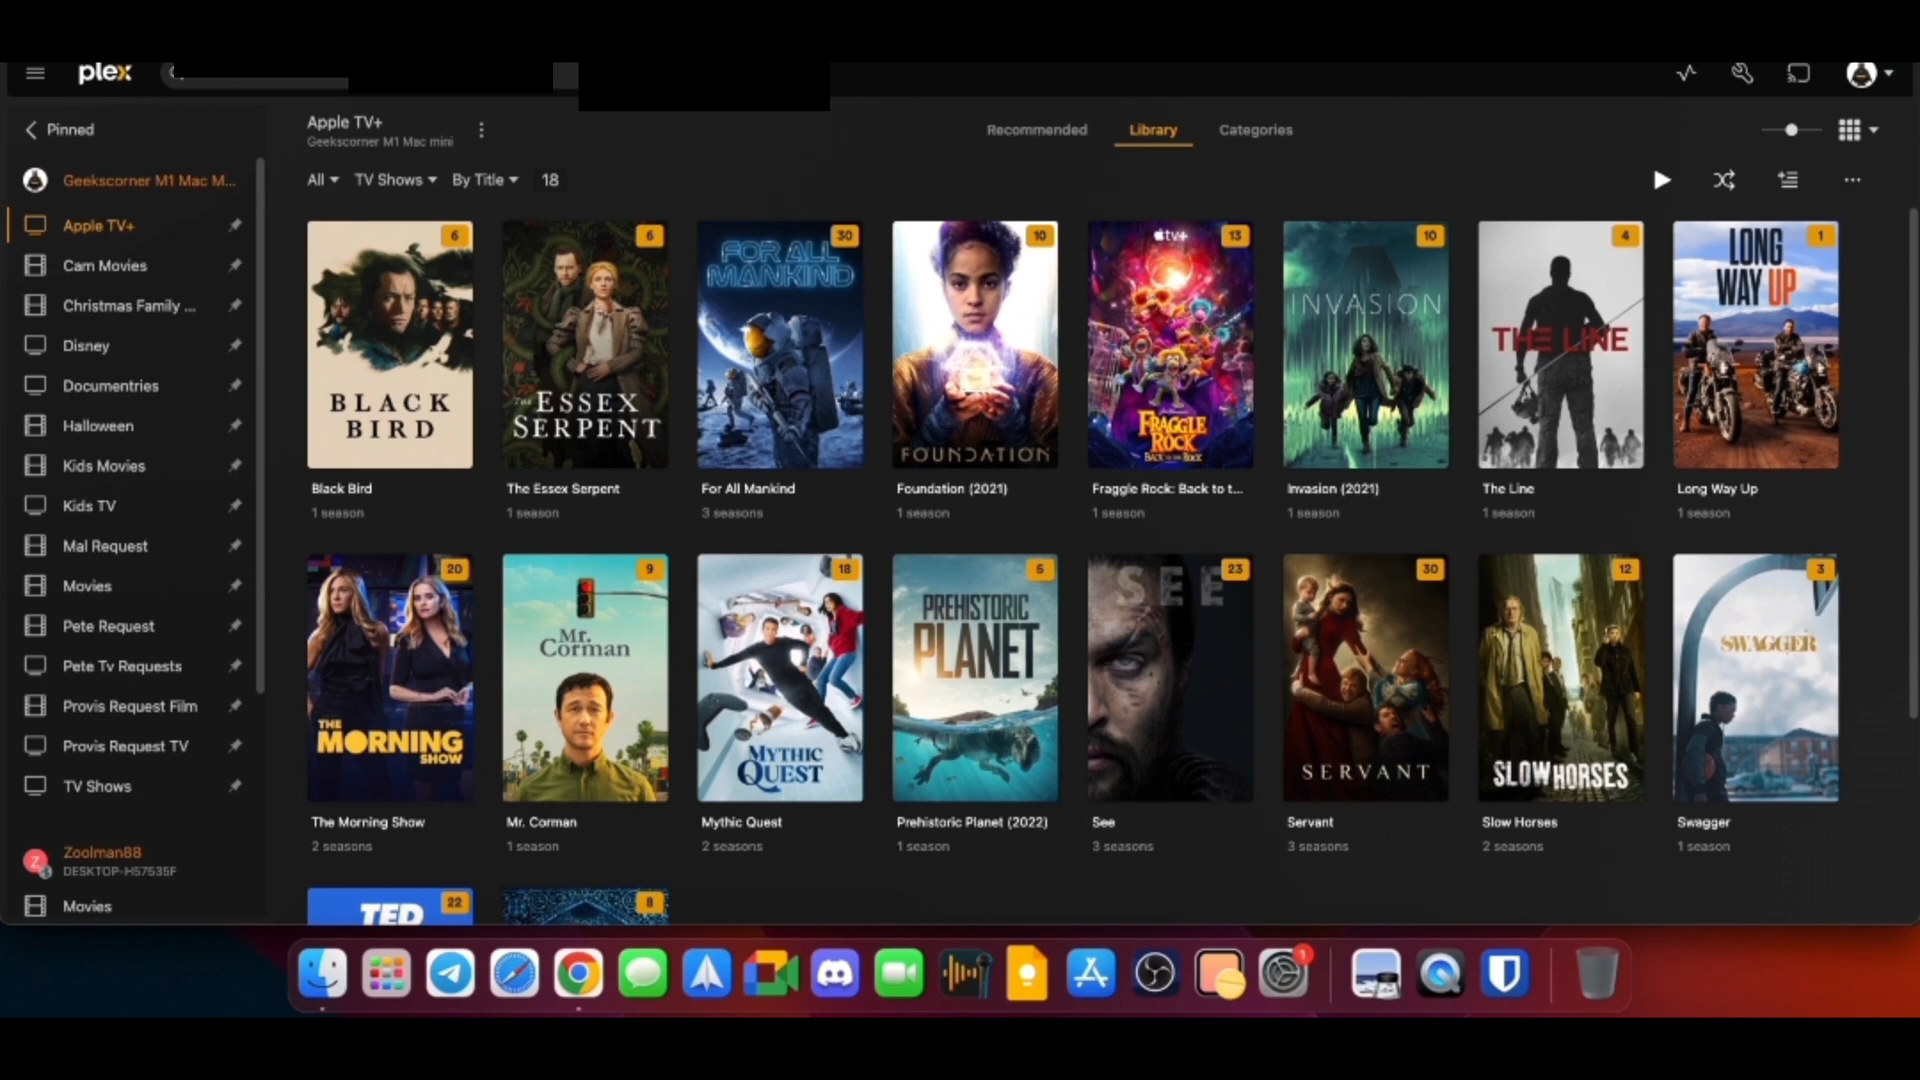 plex
Pinned
Apple TV+
Geekscorner M1 Mac mini
Recommended
Library
Categories
Geekscorner M1 Mac M...
All
TV Shows
By Title
18
Apple TV+
Cam Movies
Christmas Family ...
Disney
Documentries
Halloween
Kids Movies
Kids TV
Mal Request
Movies
Pete Request
Pete Tv Requests
Provis Request Film
Provis Request TV
TV Shows
Zoolman88
DESKTOP-H57535F
Movies
6
BLACK
BIRD
Black Bird
1 season
6
THE ESSEX
SERPENT
The Essex Serpent
1 season
30
FOR ALL
MANKIND
For All Mankind
3 seasons
10
FOUNDATION
Foundation (2021)
1 season
tv+
13
FRAGGLE
ROCK
BACK TO THE ROCK
Fraggle Rock: Back to t...
1 season
10
INVASION
Invasion (2021)
1 season
4
THE LINE
The Line
1 season
1
LONG
WAY UP
Long Way Up
1 season
20
THE
MORNING
SHOW
The Morning Show
2 seasons
9
Mr.
Corman
Mr. Corman
1 season
18
MYTHIC
QUEST
Mythic Quest
2 seasons
5
PREHISTORIC
PLANET
Prehistoric Planet (2022)
1 season
23
SEE
See
3 seasons
30
SERVANT
Servant
3 seasons
12
SLOW HORSES
Slow Horses
2 seasons
3
SWAGGER
Swagger
1 season
22
TED
8
1